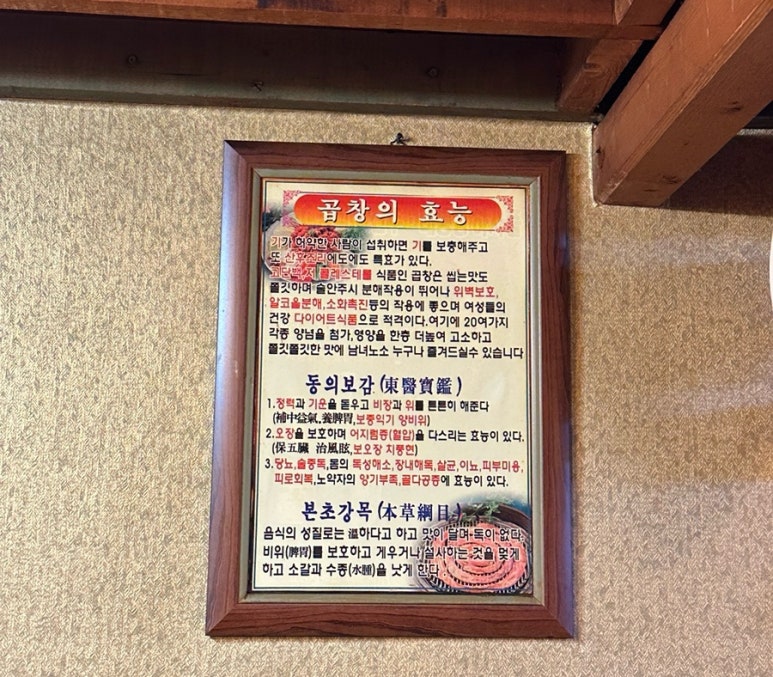 곱창의 효능
기가 허약한 사람이 섭취하면 기를 보충해주고
또 산후조리에도에도 특효가 있다.
고단백,저 콜레스테롤 식품인 곱창은 씹는맛도
쫄깃하며 술안주시 분해작용이 뛰어나 위벽보호,
알코올분해,소화촉진등의 작용에 좋으며 여성들의
건강 다이어트식품으로 적격이다.여기에 20여가지
각종 양념을 첨가,영양을 한층 더높여 고소하고
쫄깃쫄깃한 맛에 남녀노소 누구나 즐겨드실수 있습니다
동의보감(東醫寶鑑)
1.정력과 기운을 돋우고 비장과 위를 튼튼히 해준다
(補中益氣,養脾胃,보중익기 양비위)
2.오장을 보호하며 어지럼증(혈압)을 다스리는 효능이 있다.
(保五臟 治風眩,보오장 치풍현)
3.당뇨,술중독,몸의 독성해소,장내해독,살균,이뇨,피부미용,
피로회복,노약자의 양기부족,골다공증에 효능이 있다.
본초강목(本草綱目)
음식의 성질로는 溫하다고 하고 맛이 달며 독이 없다.
비위(脾胃)를 보호하고 게우거나 설사하는 것을 멎게
하고 소갈과 수종(水腫)을 낫게 한다.